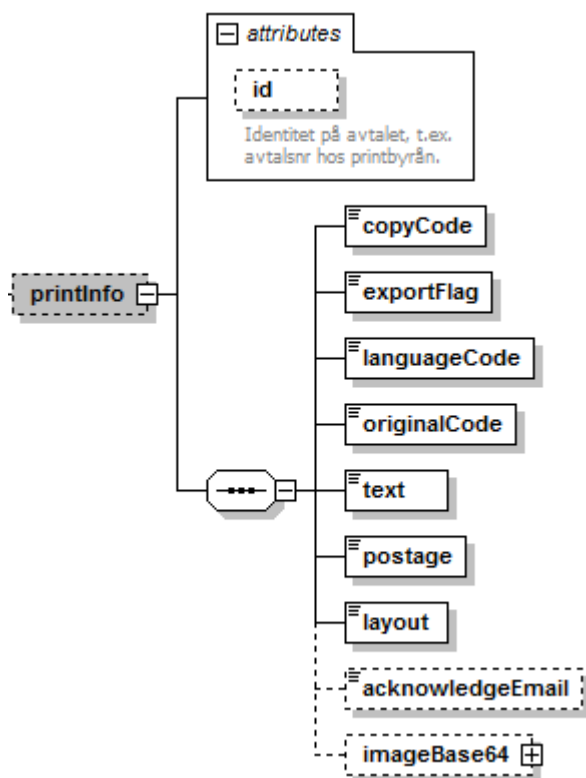 attributes
id
Identitet på avtalet, t.ex.
avtalsnr hos printbyrån.
copyCode
printInfo
exportFlag
languageCode
originalCode
text
postage
layout
acknowledgeEmail
imageBase64